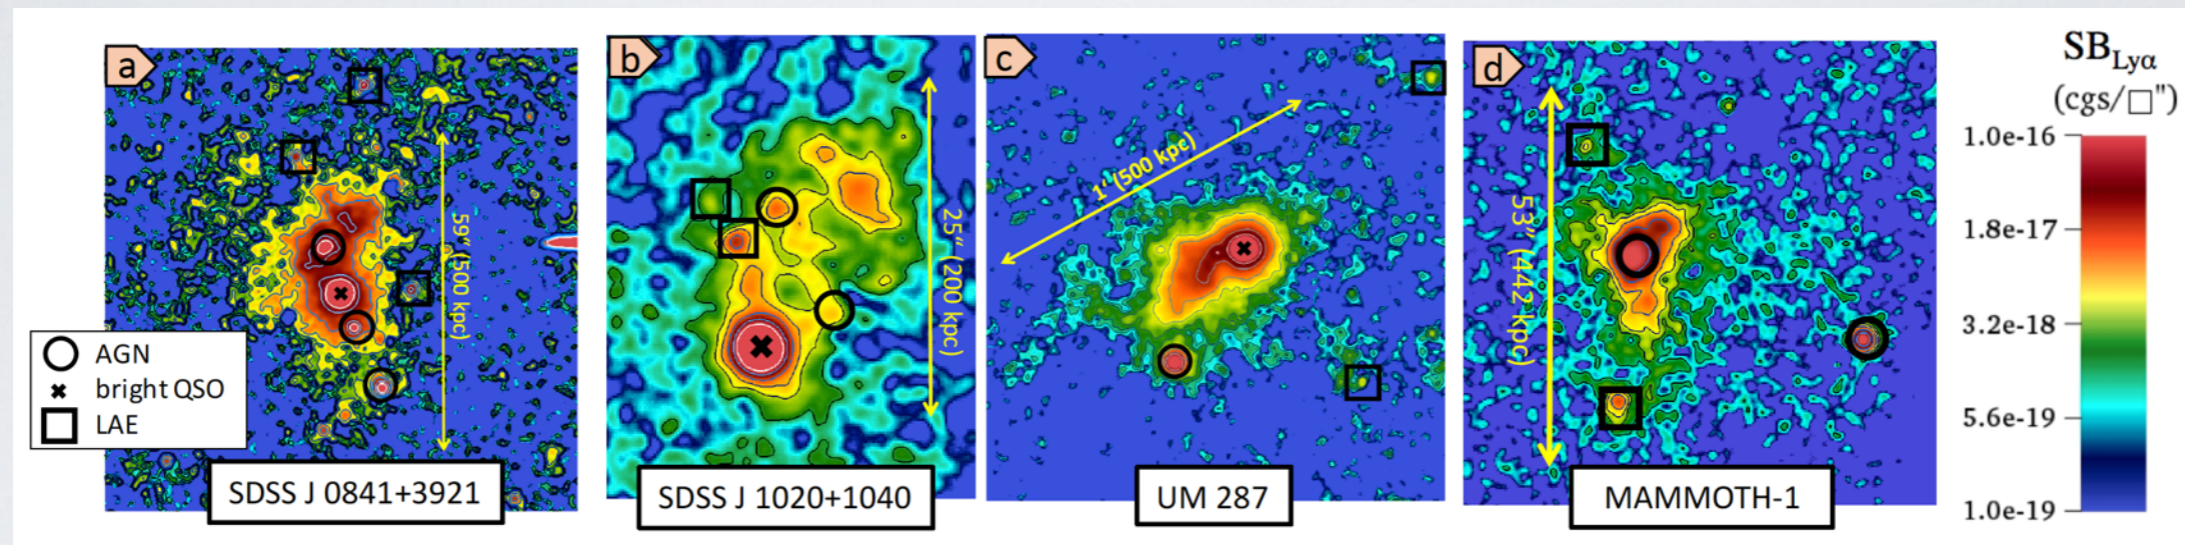 a
59" (500 kpc)
AGN
bright QSO
LAE
SDSS J 0841+3921
b
25" (200 kpc)
SDSS J 1020+1040
c
1' (500 kpc)
UM 287
d
53" (442 kpc)
MAMMOTH-1
SB Lyα
(cgs/□")
1.0e-16
1.8e-17
3.2e-18
5.6e-19
1.0e-19